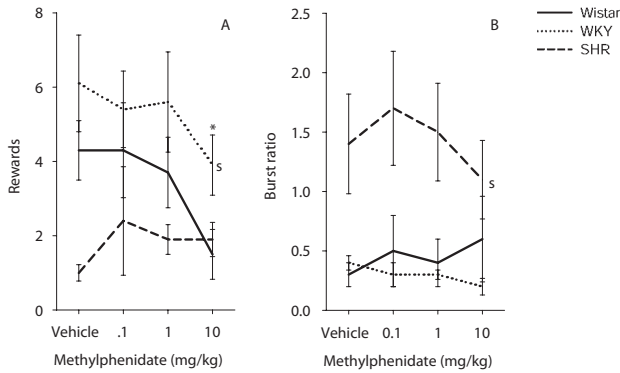 A
Rewards
8
6
4
2
0
*
s
Vehicle .1 1 10
Methylphenidate (mg/kg)
B
Burst ratio
2.5
2.0
1.5
1.0
0.5
0.0
s
Vehicle 0.1 1 10
Methylphenidate (mg/kg)
Wistar
WKY
SHR